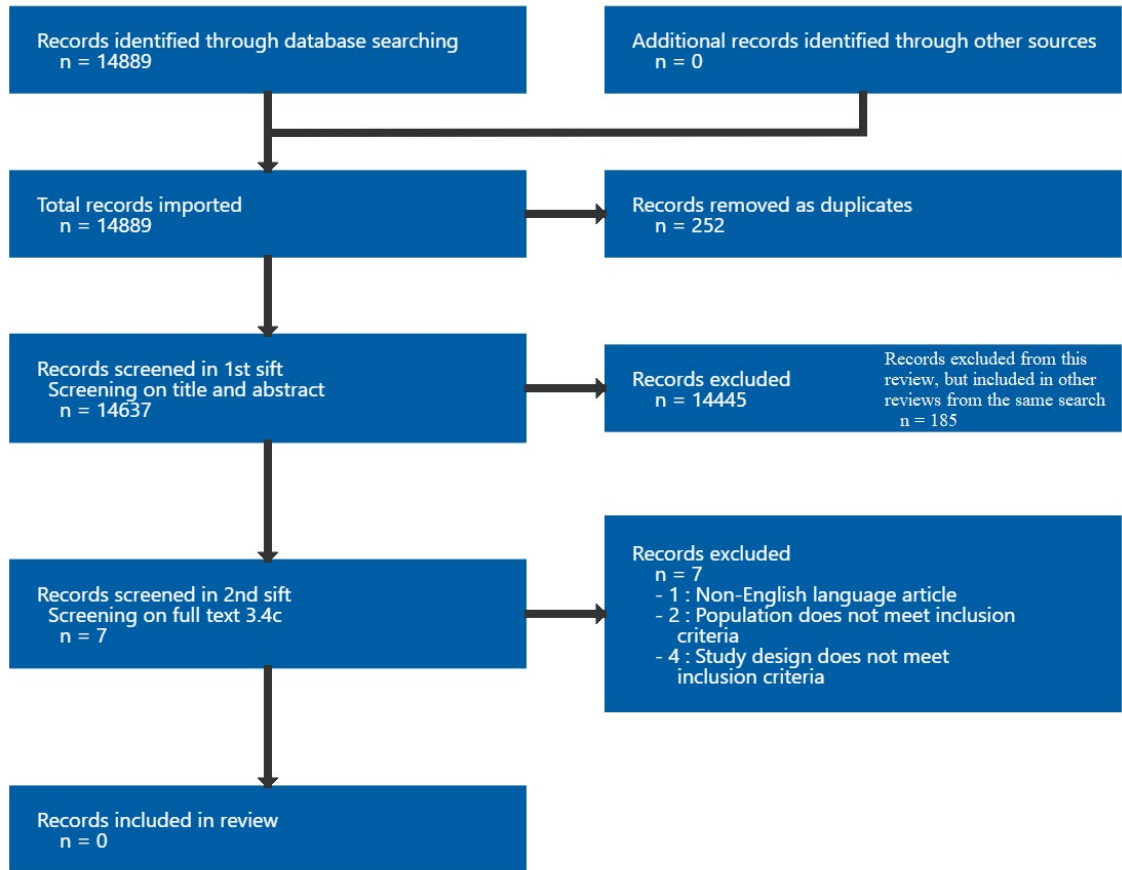 Records identified through database searching
n = 14889
Additional records identified through other sources
n = 0
Total records imported
n = 14889
Records removed as duplicates
n = 252
Records screened in 1st sift
Screening on title and abstract
n = 14637
Records excluded
n = 14445
Records excluded from this
review, but included in other
reviews from the same search
n = 185
Records screened in 2nd sift
Screening on full text 3.4c
n = 7
Records excluded
n = 7
- 1 : Non-English language article
- 2 : Population does not meet inclusion
criteria
- 4 : Study design does not meet
inclusion criteria
Records included in review
n = 0